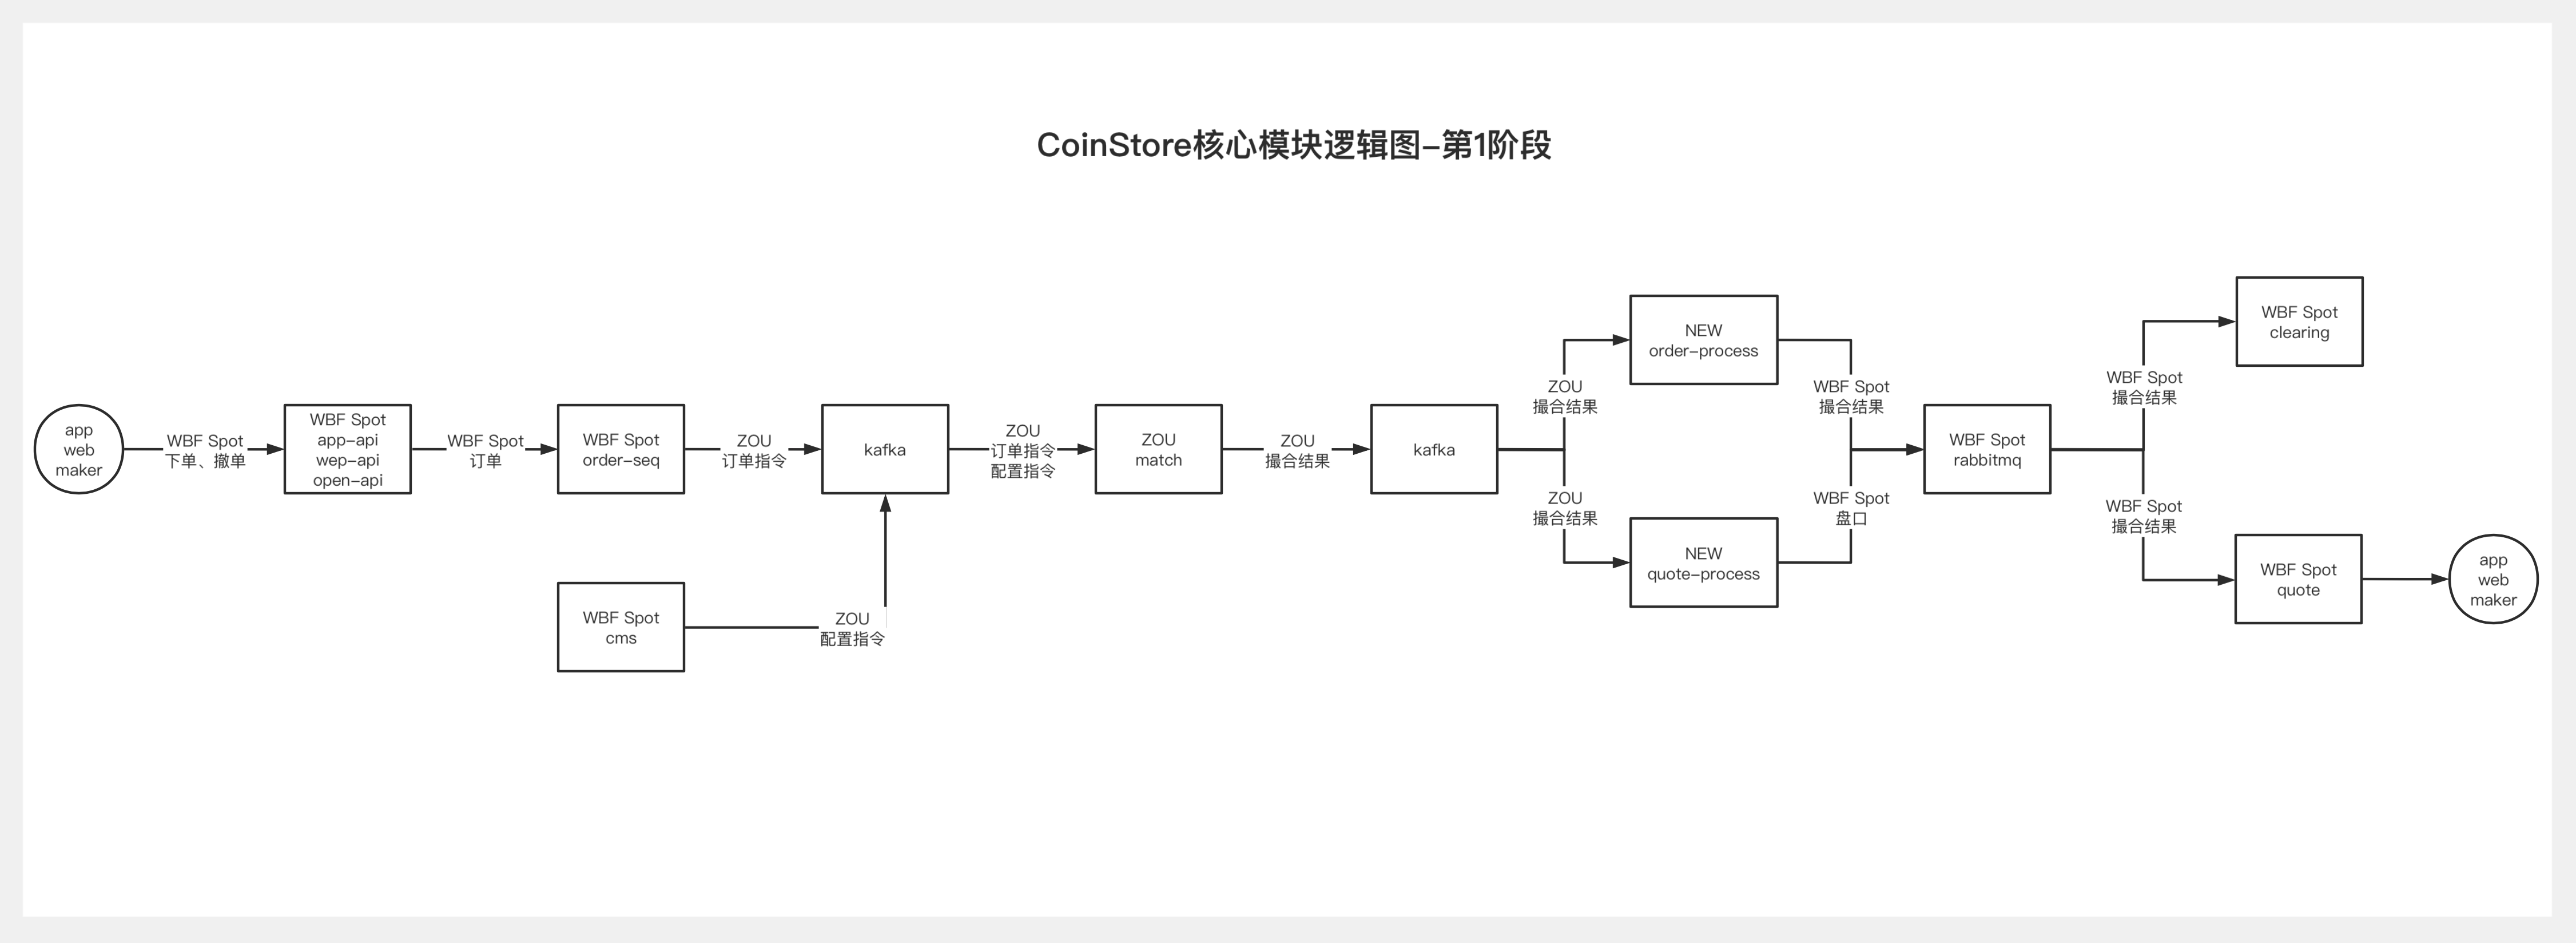 CoinStore核心模块逻辑图-第1阶段
app
web
maker
WBF Spot
下单、撤单
WBF Spot
app-api
wep-api
open-api
WBF Spot
订单
WBF Spot
order-seq
ZOU
订单指令
kafka
WBF Spot
cms
ZOU
配置指令
ZOU
订单指令
配置指令
ZOU
match
ZOU
撮合结果
kafka
ZOU
撮合结果
ZOU
撮合结果
NEW
order-process
NEW
quote-process
WBF Spot
撮合结果
WBF Spot
盘口
WBF Spot
rabbitmq
WBF Spot
撮合结果
WBF Spot
撮合结果
WBF Spot
clearing
WBF Spot
quote
app
web
maker